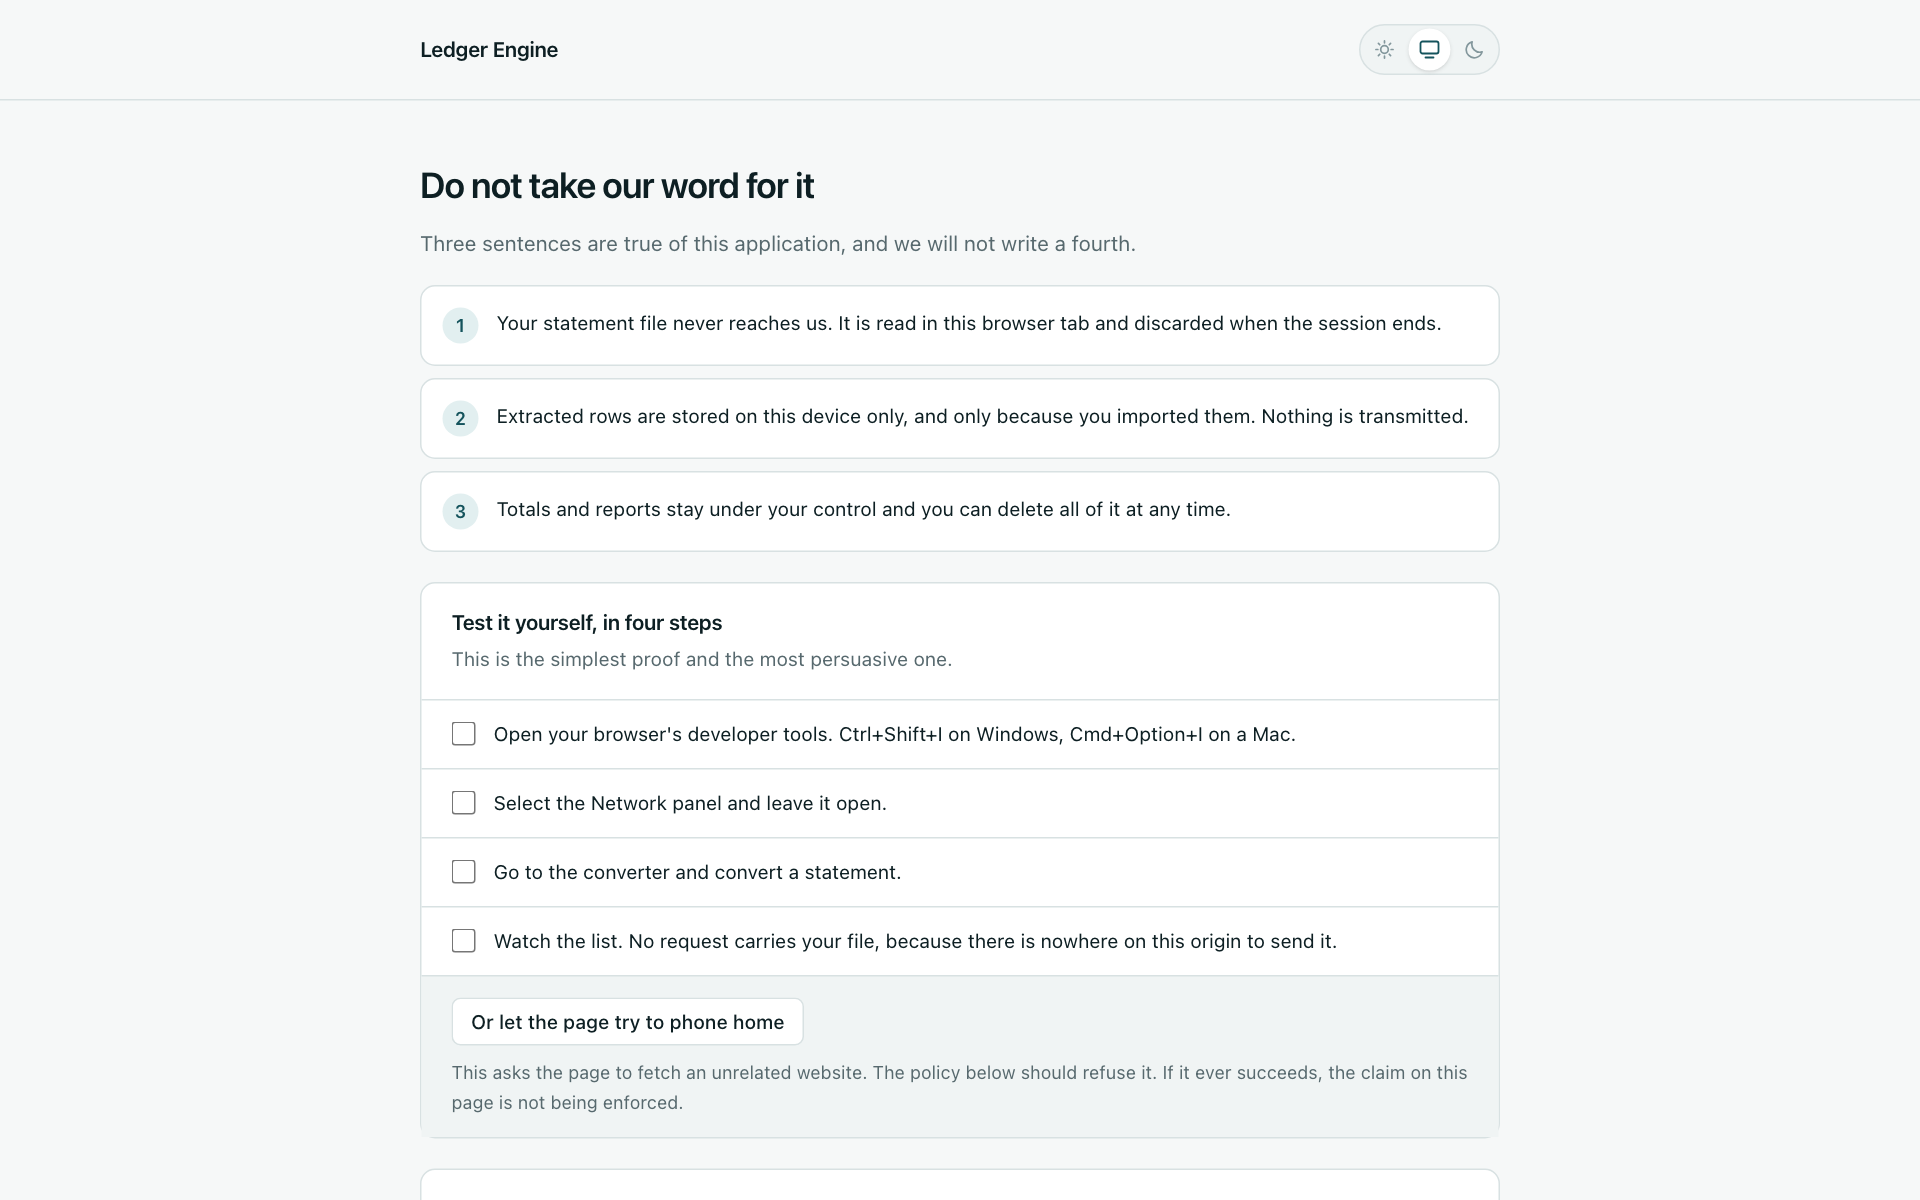 Ledger Engine
Do not take our word for it
Three sentences are true of this application, and we will not write a fourth.
1 Your statement file never reaches us. It is read in this browser tab and discarded when the session ends.
2 Extracted rows are stored on this device only, and only because you imported them. Nothing is transmitted.
3 Totals and reports stay under your control and you can delete all of it at any time.
Test it yourself, in four steps
This is the simplest proof and the most persuasive one.
Open your browser's developer tools. Ctrl+Shift+I on Windows, Cmd+Option+I on a Mac.
Select the Network panel and leave it open.
Go to the converter and convert a statement.
Watch the list. No request carries your file, because there is nowhere on this origin to send it.
Or let the page try to phone home
This asks the page to fetch an unrelated website. The policy below should refuse it. If it ever succeeds, the claim on this
page is not being enforced.